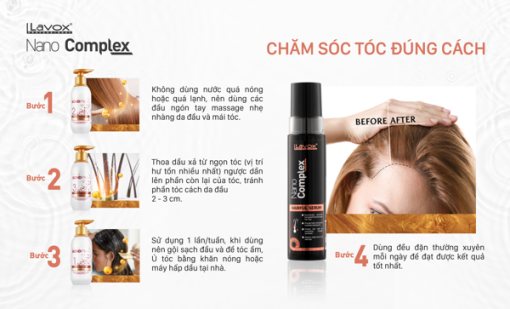 Lavox
Nano Complex
CHĂM SÓC TÓC ĐÚNG CÁCH
Bước 1
Không dùng nước quá nóng
hoặc quá lạnh, nên dùng các
đầu ngón tay massage nhẹ
nhàng da đầu và mái tóc.
Bước 2
Thoa dầu xả từ ngọn tóc (vị trí
hư tổn nhiều nhất) ngược dần
lên phần còn lại của tóc, tránh
phần tóc cách da đầu
2 - 3 cm.
Bước 3
Sử dụng 1 lần/tuần, khi dùng
nên gội sạch đầu và để tóc ẩm,
Ủ tóc bằng khăn nóng hoặc
máy hấp dầu tại nhà.
Lavox
Nano
Complex
BEFORE AFTER
Bước 4
Dùng đều đặn thường xuyên
mỗi ngày để đạt được kết quả
tốt nhất.